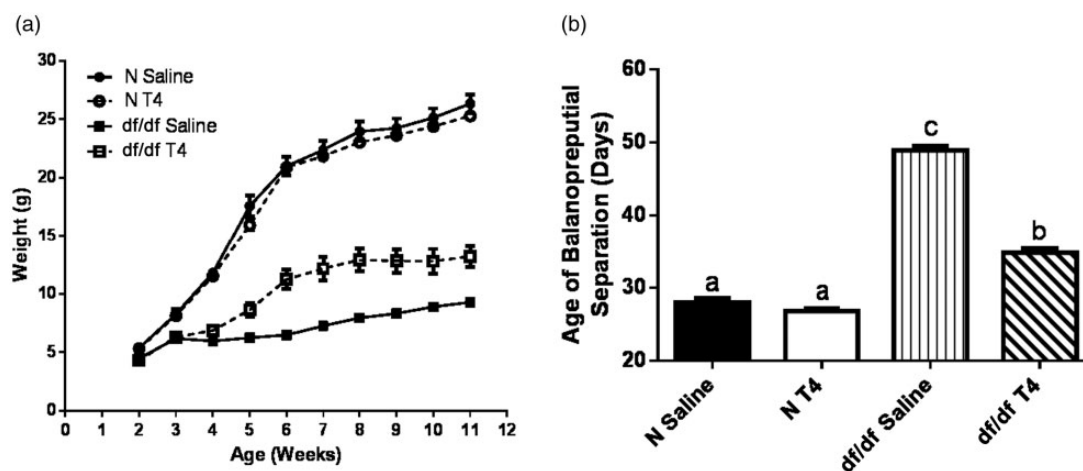 (a)
30
25
20
15
10
5
0
Weight (g)
N Saline
N T4
df/df Saline
df/df T4
0 1 2 3 4 5 6 7 8 9 10 11 12
Age (Weeks)
(b)
60
50
40
30
20
Age of Balanopreputial
Separation (Days)
a
a
c
b
N Saline
N T4
df/df Saline
df/df T4